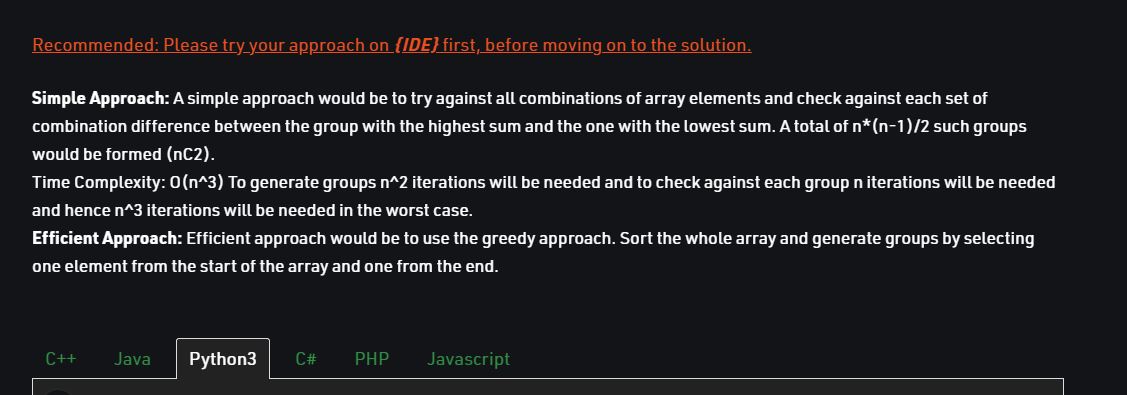 Recommended: Please try your approach on {IDE} first, before moving on to the solution.
Simple Approach: A simple approach would be to try against all combinations of array elements and check against each set of
combination difference between the group with the highest sum and the one with the lowest sum. A total of n*(n-1)/2 such groups
would be formed (nC2).
Time Complexity: O(n^3) To generate groups n^2 iterations will be needed and to check against each group n iterations will be needed
and hence n^3 iterations will be needed in the worst case.
Efficient Approach: Efficient approach would be to use the greedy approach. Sort the whole array and generate groups by selecting
one element from the start of the array and one from the end.
C++ Java Python3 C# PHP Javascript